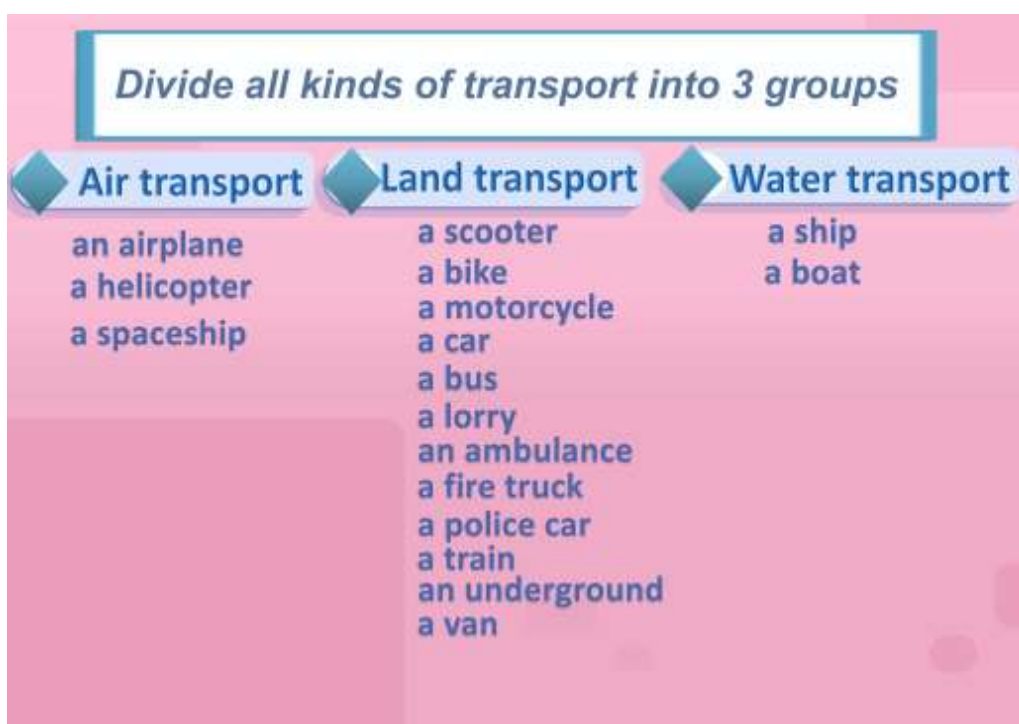 Divide all kinds of transport into 3 groups
Air transport
an airplane
a helicopter
a spaceship
Land transport
a scooter
a bike
a motorcycle
a car
a bus
a lorry
an ambulance
a fire truck
a police car
a train
an underground
a van
Water transport
a ship
a boat